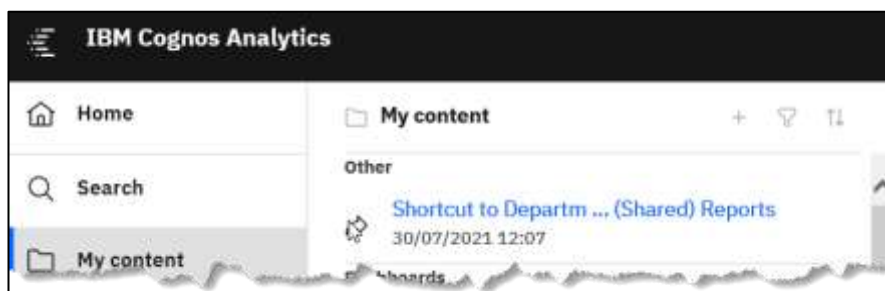 IBM Cognos Analytics
Home
My content
Other
Search
Shortcut to Departm ... (Shared) Reports
30/07/2021 12:07
My content